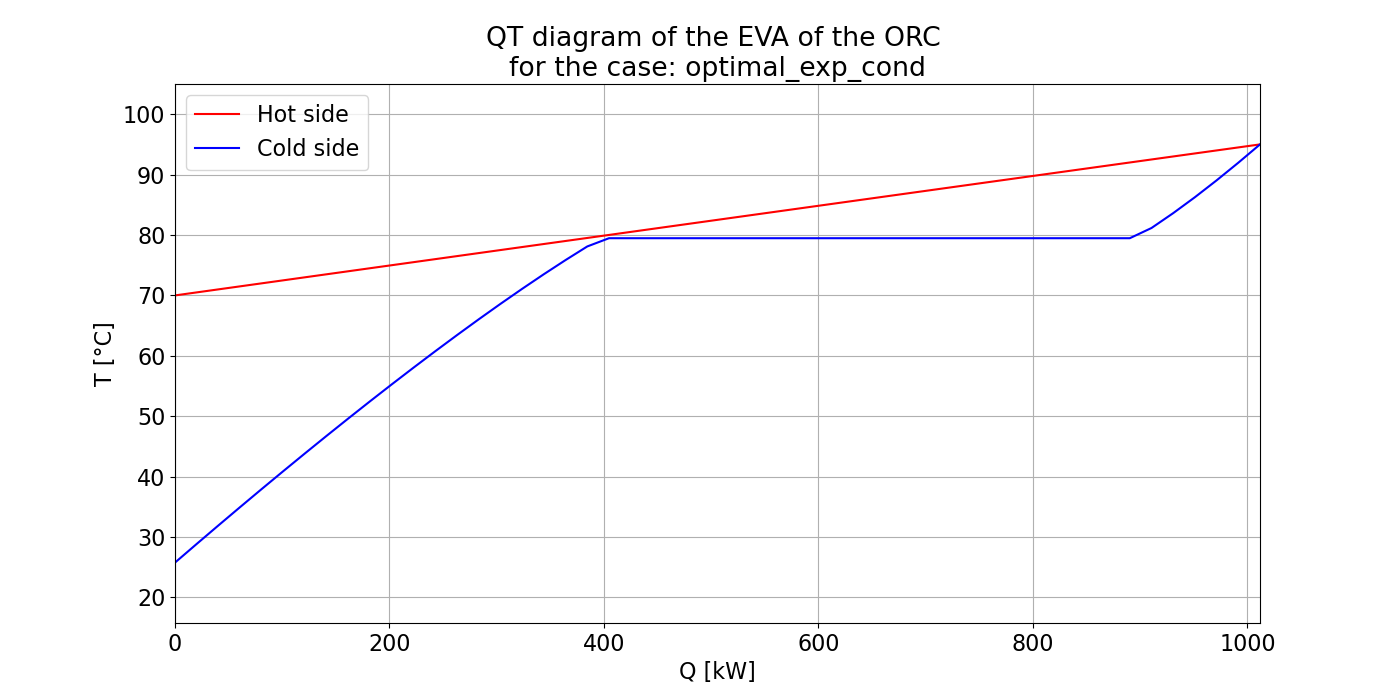 QT diagram of the EVA of the ORC
for the case: optimal_exp_cond
Hot side
Cold side
100
90
80
70
60
50
40
30
20
T [°C]
0 200 400 600 800 1000
Q [kW]